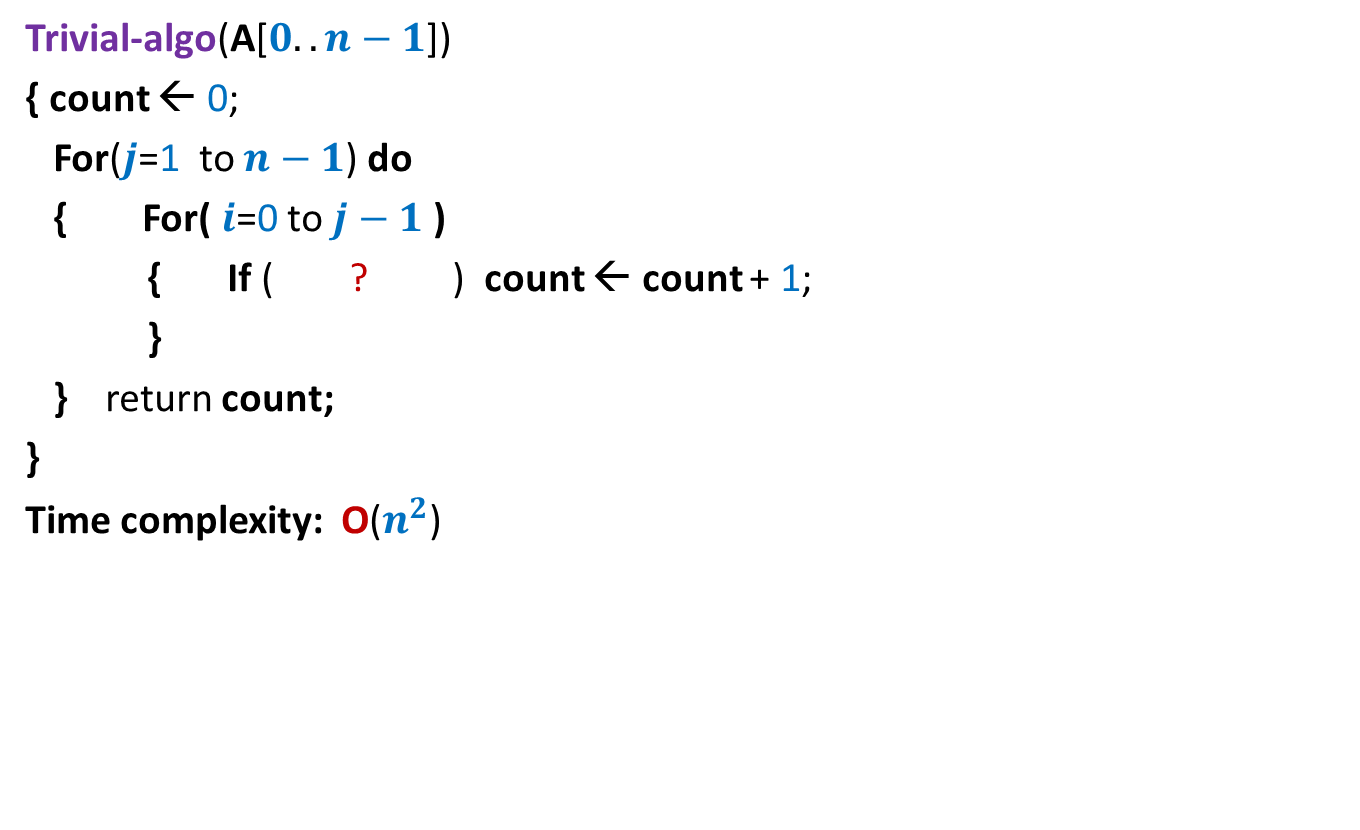 Trivial-algo(A[0..n − 1])
{ count ← 0;
For(j=1 to n − 1) do
{ For( i=0 to j − 1 )
{ If ( ? ) count ← count + 1;
}
} return count;
}
Time complexity: O(n²)